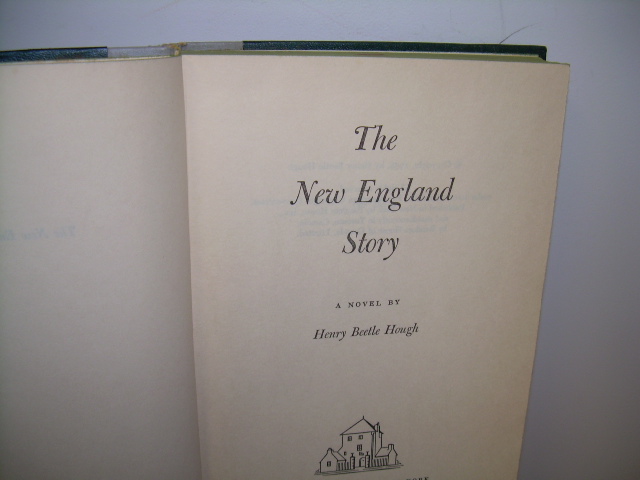 The
New England
Story
A NOVEL BY
Henry Beetle Hough